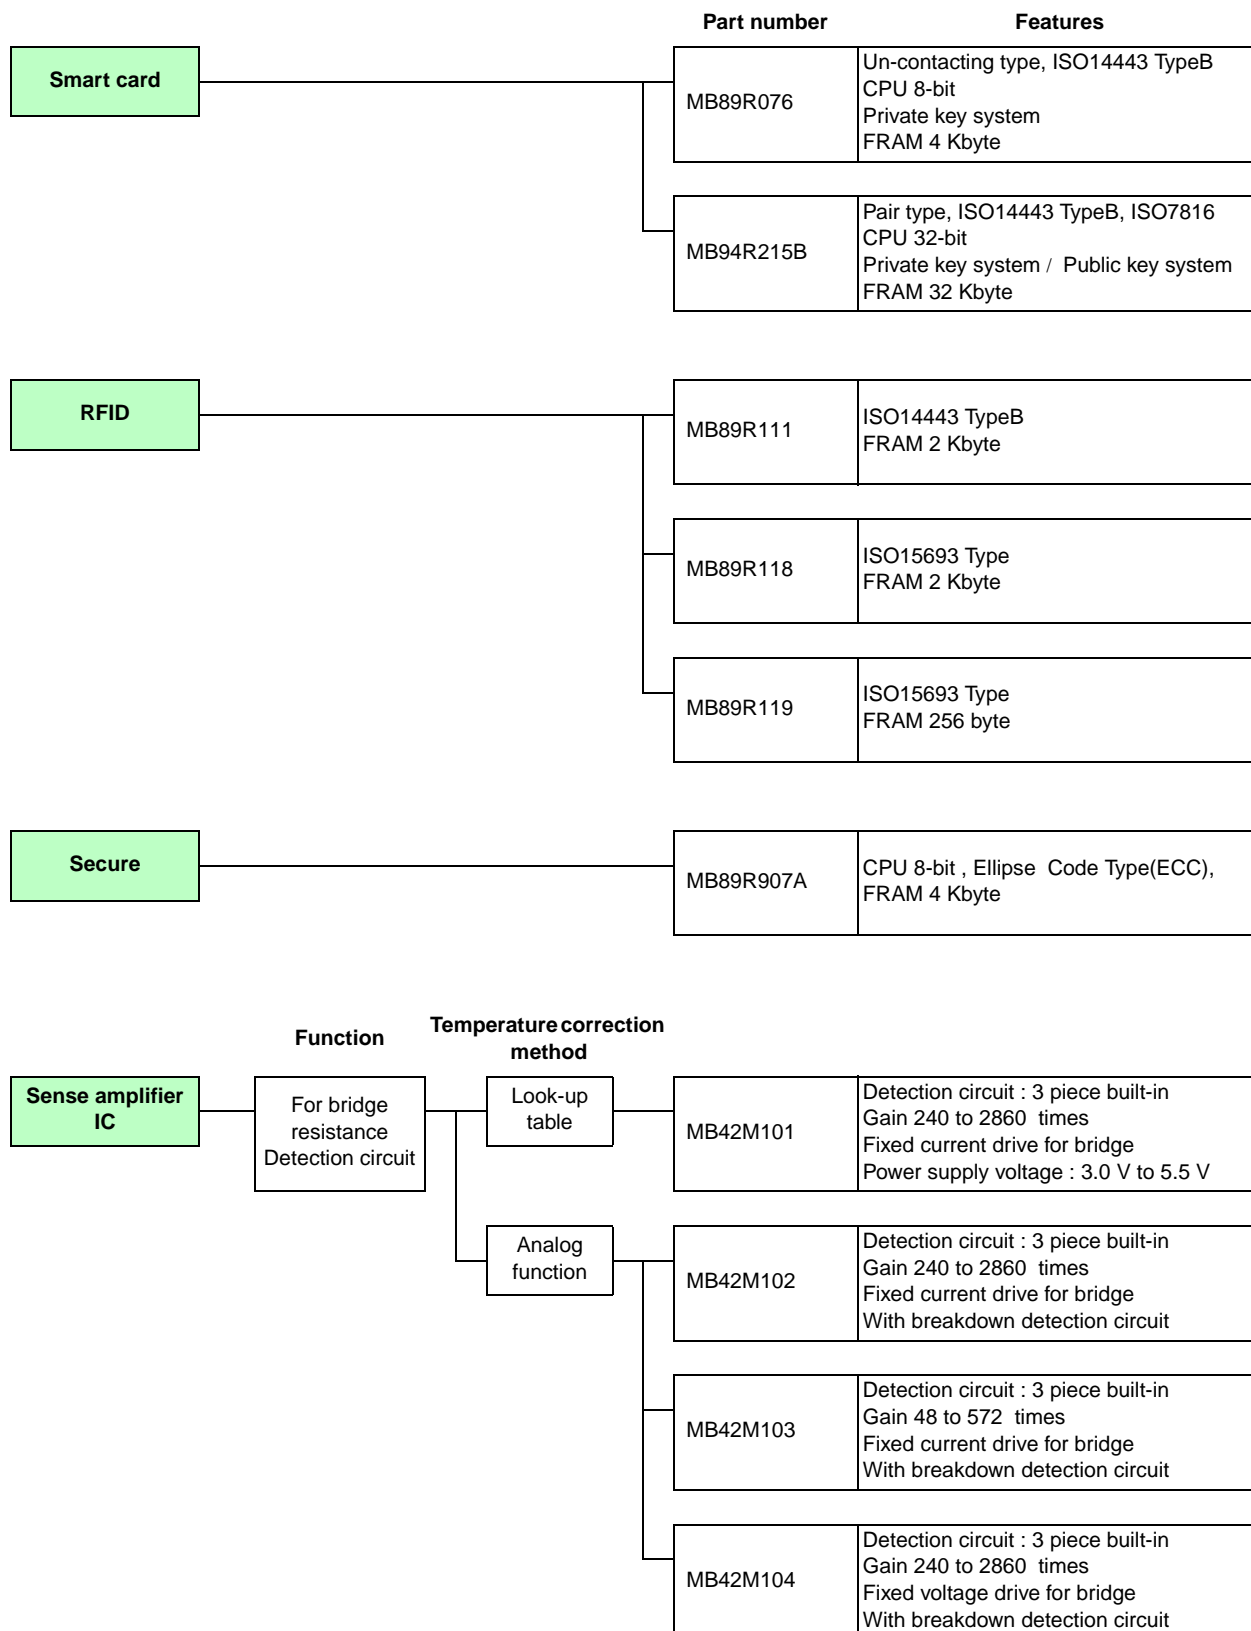 Part number
Features
Smart card
MB89R076
Un-contacting type, ISO14443 TypeB
CPU 8-bit
Private key system
FRAM 4 Kbyte
MB94R215B
Pair type, ISO14443 TypeB, ISO7816
CPU 32-bit
Private key system / Public key system
FRAM 32 Kbyte
RFID
MB89R111
ISO14443 TypeB
FRAM 2 Kbyte
MB89R118
ISO15693 Type
FRAM 2 Kbyte
MB89R119
ISO15693 Type
FRAM 256 byte
Secure
MB89R907A
CPU 8-bit , Ellipse Code Type(ECC),
FRAM 4 Kbyte
Function
Temperature correction
method
Sense amplifier
IC
For bridge
resistance
Detection circuit
Look-up
table
MB42M101
Detection circuit : 3 piece built-in
Gain 240 to 2860 times
Fixed current drive for bridge
Power supply voltage : 3.0 V to 5.5 V
Analog
function
MB42M102
Detection circuit : 3 piece built-in
Gain 240 to 2860 times
Fixed current drive for bridge
With breakdown detection circuit
MB42M103
Detection circuit : 3 piece built-in
Gain 48 to 572 times
Fixed current drive for bridge
With breakdown detection circuit
MB42M104
Detection circuit : 3 piece built-in
Gain 240 to 2860 times
Fixed voltage drive for bridge
With breakdown detection circuit